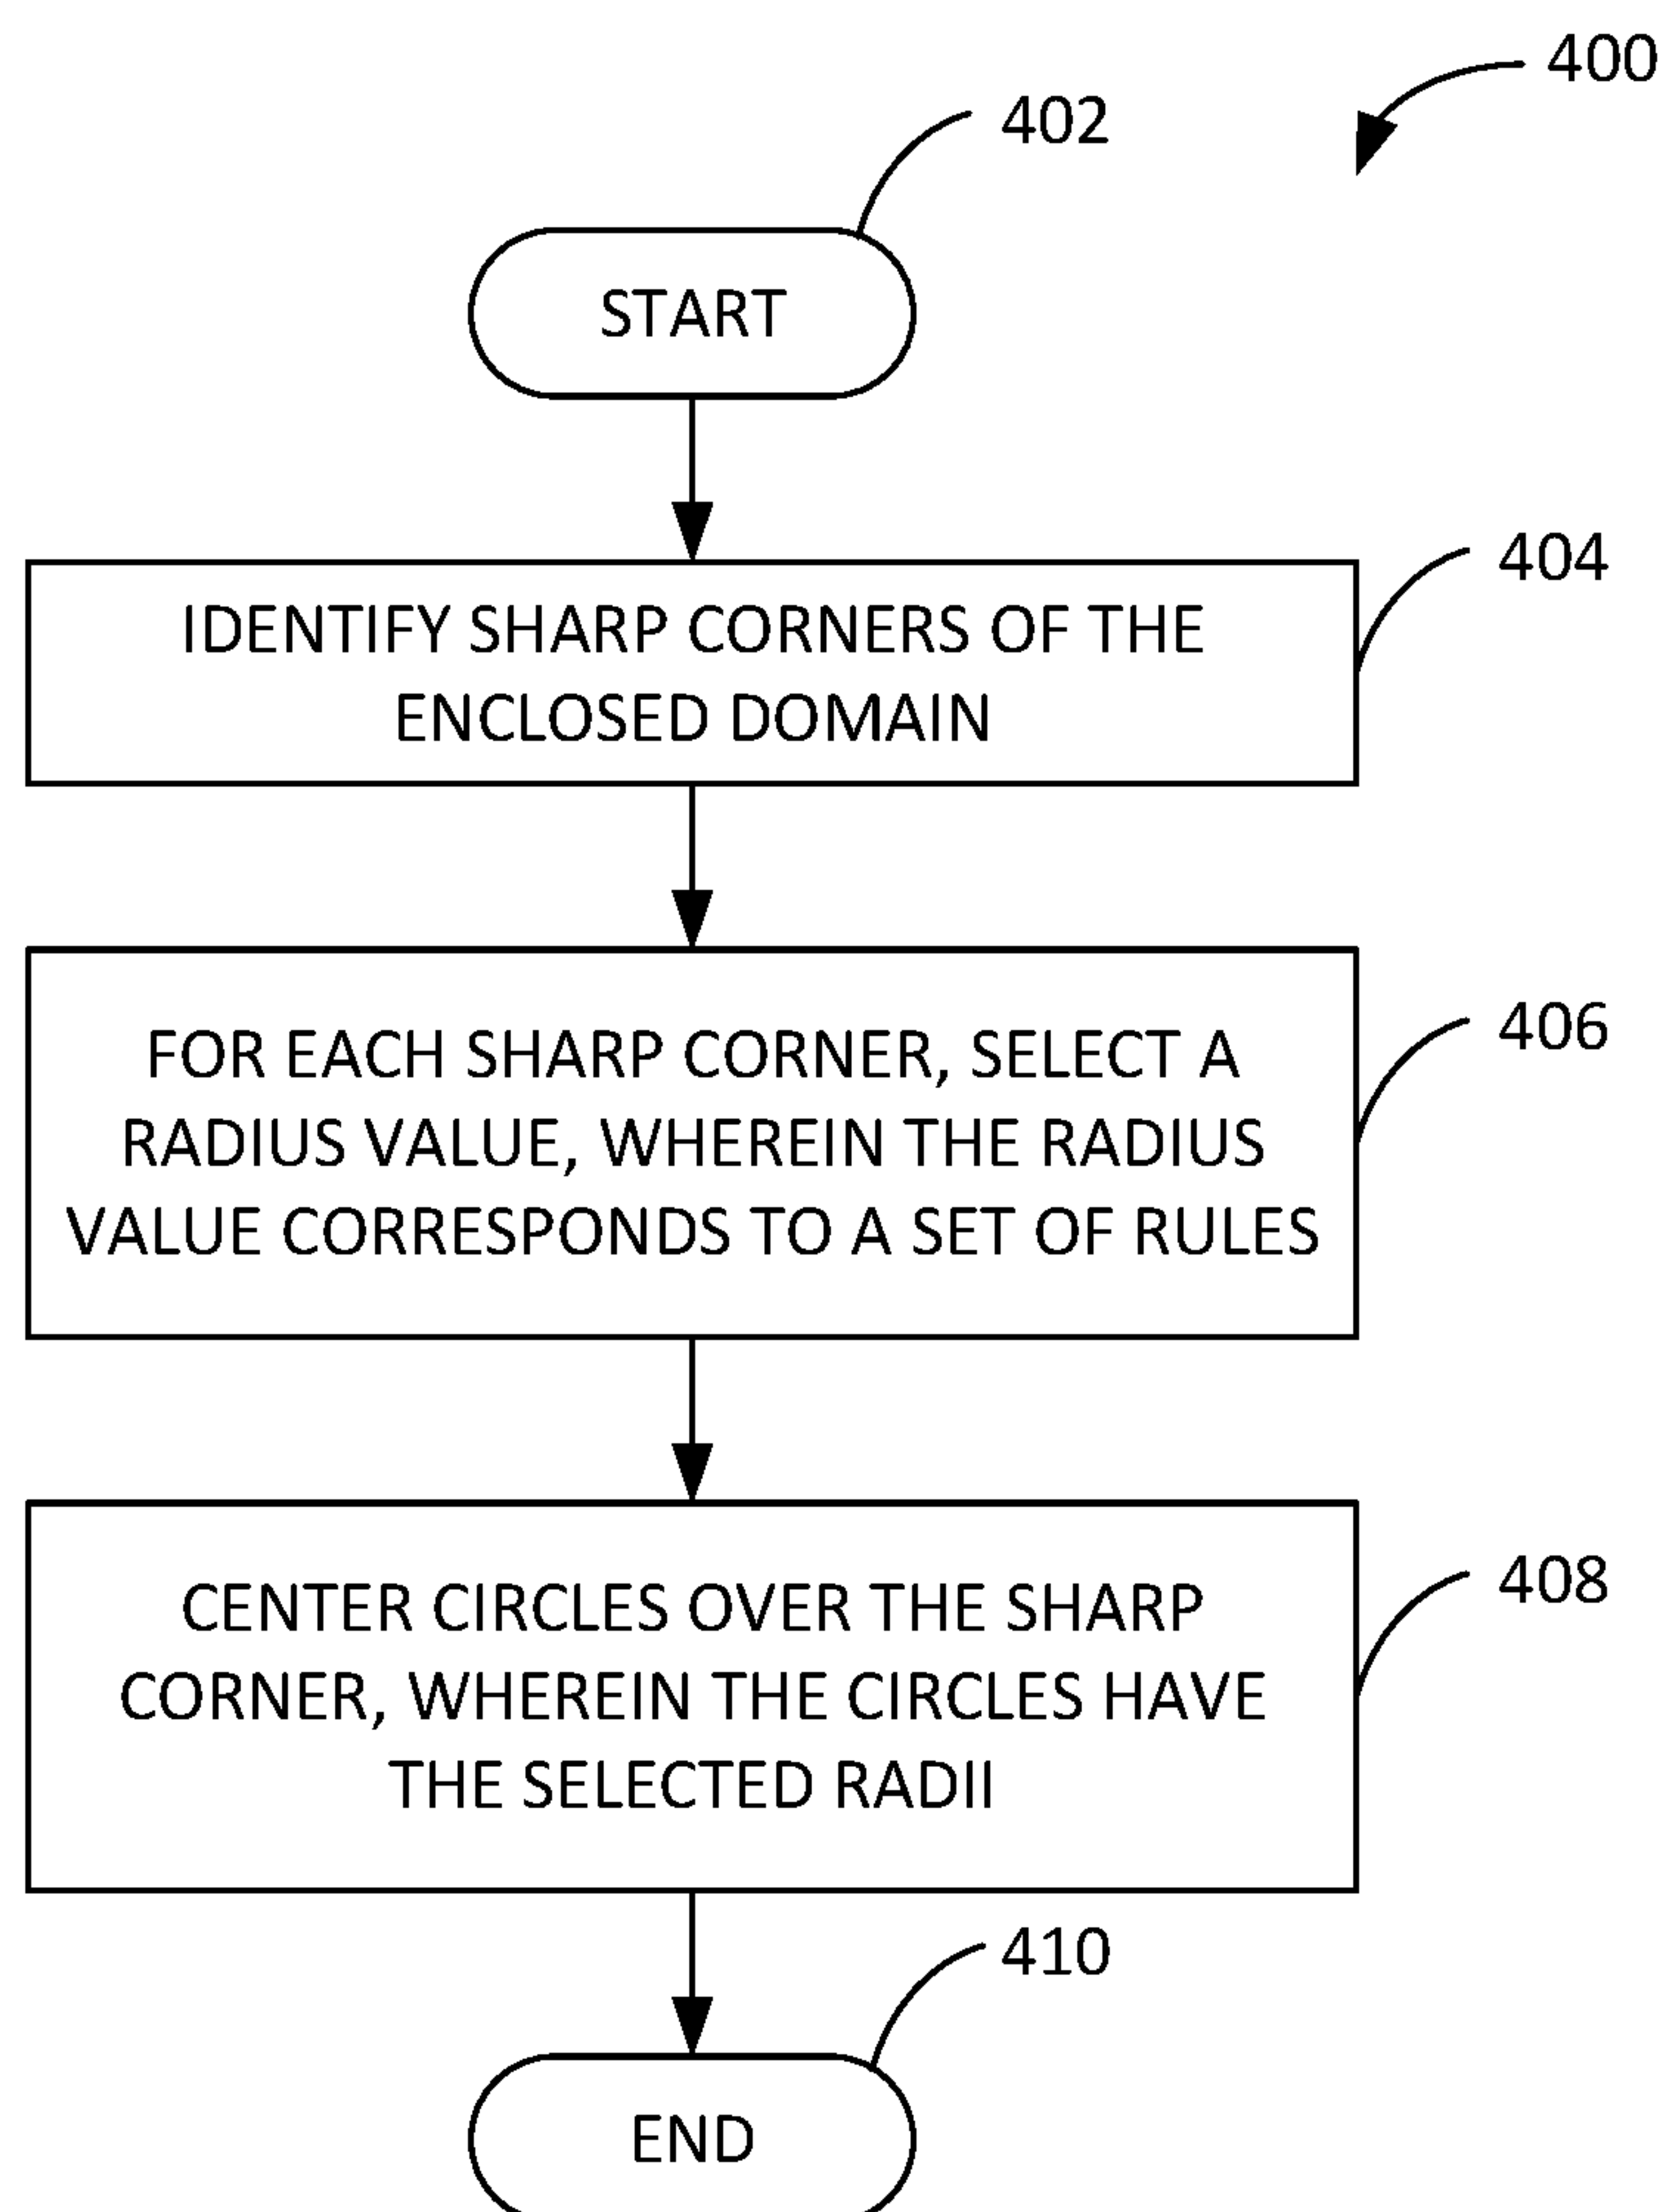 400
402
START
404
IDENTIFY SHARP CORNERS OF THE
ENCLOSED DOMAIN
406
FOR EACH SHARP CORNER, SELECT A
RADIUS VALUE, WHEREIN THE RADIUS
VALUE CORRESPONDS TO A SET OF RULES
408
CENTER CIRCLES OVER THE SHARP
CORNER, WHEREIN THE CIRCLES HAVE
THE SELECTED RADII
410
END